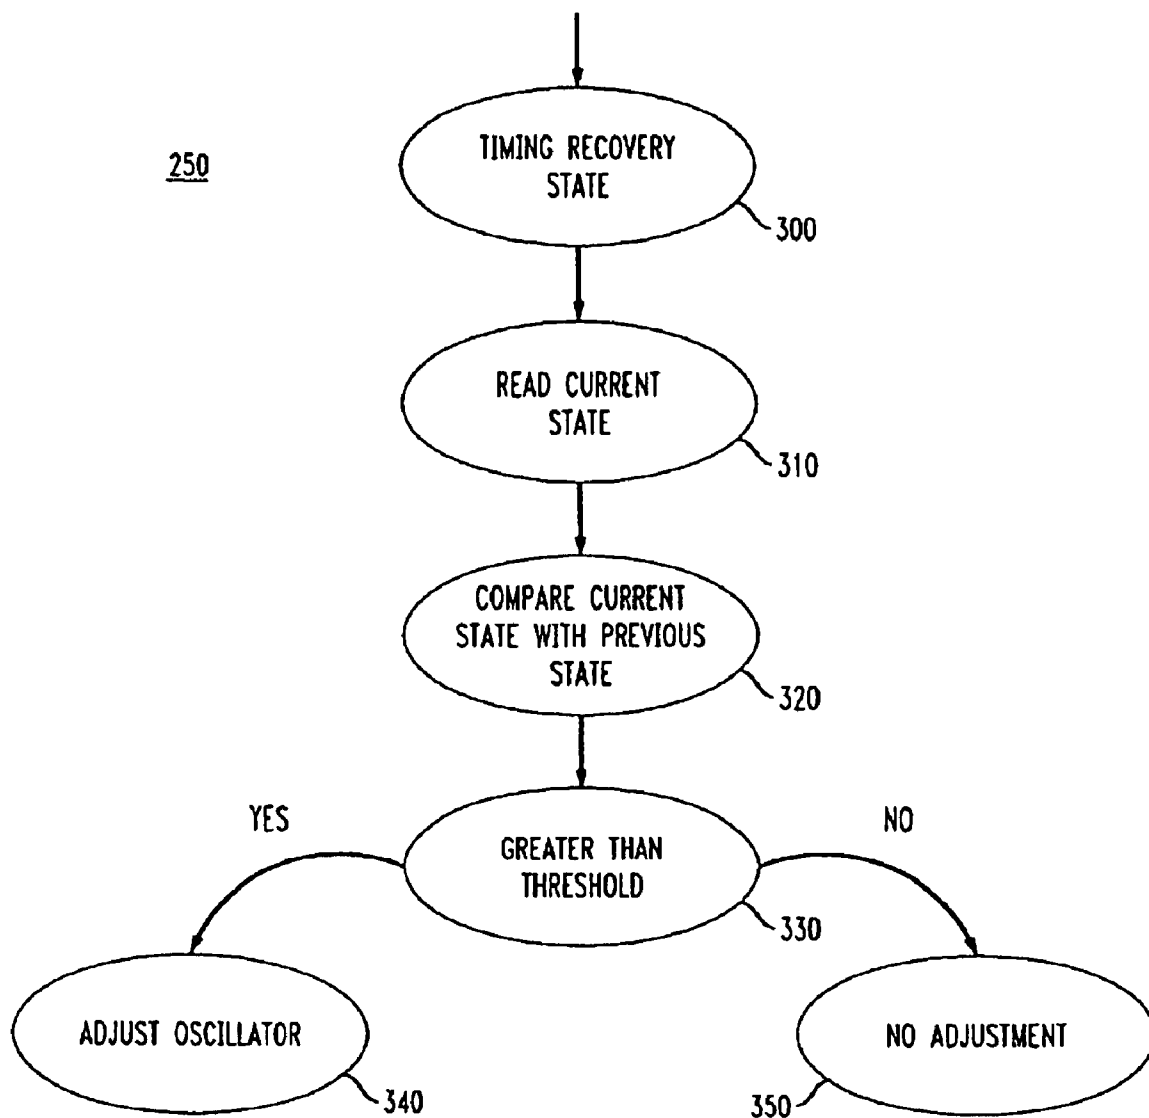 250
TIMING RECOVERY
STATE
300
READ CURRENT
STATE
310
COMPARE CURRENT
STATE WITH PREVIOUS
STATE
320
YES
NO
GREATER THAN
THRESHOLD
330
ADJUST OSCILLATOR
340
NO ADJUSTMENT
350